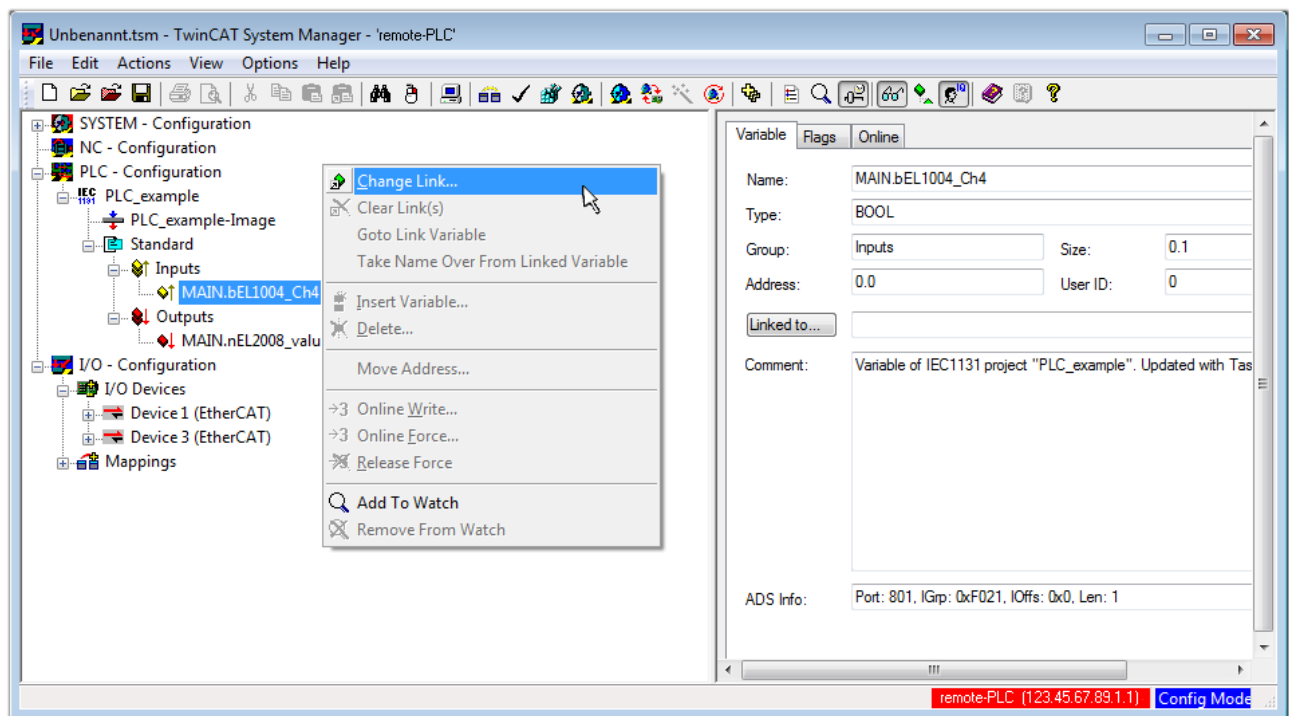 Unbenannt.tsm - TwinCAT System Manager - 'remote-PLC'
File Edit Actions View Options Help
SYSTEM - Configuration
NC - Configuration
PLC - Configuration
IEC 1131 PLC_example
PLC_example-Image
Standard
Inputs
MAIN.bEL1004_Ch4
Outputs
MAIN.nEL2008_valu
I/O - Configuration
I/O Devices
Device 1 (EtherCAT)
Device 3 (EtherCAT)
Mappings
Change Link...
Clear Link(s)
Goto Link Variable
Take Name Over From Linked Variable
Insert Variable...
Delete...
Move Address...
→3 Online Write...
→3 Online Force...
Release Force
Add To Watch
Remove From Watch
Variable Flags Online
Name: MAIN.bEL1004_Ch4
Type: BOOL
Group: Inputs Size: 0.1
Address: 0.0 User ID: 0
Linked to...
Comment: Variable of IEC1131 project "PLC_example". Updated with Tas
ADS Info: Port: 801, IGrp: 0xF021, IOffs: 0x0, Len: 1
remote-PLC (123.45.67.89.1.1) Config Mode